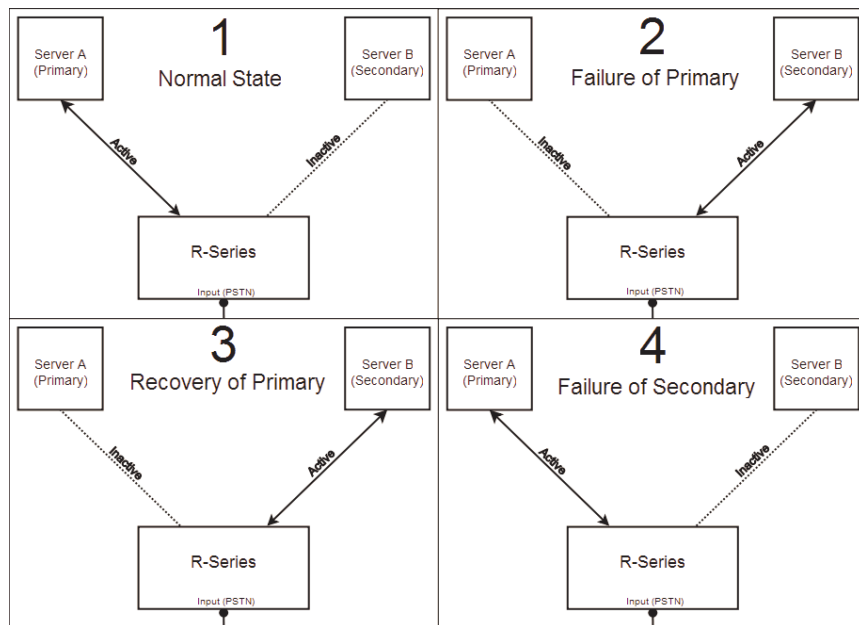 Server A
(Primary)
1
Normal State
Server B
(Secondary)
Active
Inactive
R-Series
Input (PSTN)
Server A
(Primary)
2
Failure of Primary
Server B
(Secondary)
Inactive
Active
R-Series
Input (PSTN)
Server A
(Primary)
3
Recovery of Primary
Server B
(Secondary)
Inactive
Active
R-Series
Input (PSTN)
Server A
(Primary)
4
Failure of Secondary
Server B
(Secondary)
Active
Inactive
R-Series
Input (PSTN)